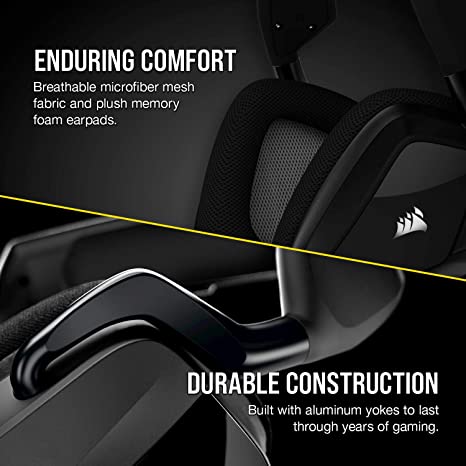 ENDURING COMFORT
Breathable microfiber mesh
fabric and plush memory
foam earpads.
DURABLE CONSTRUCTION
Built with aluminum yokes to last
through years of gaming.